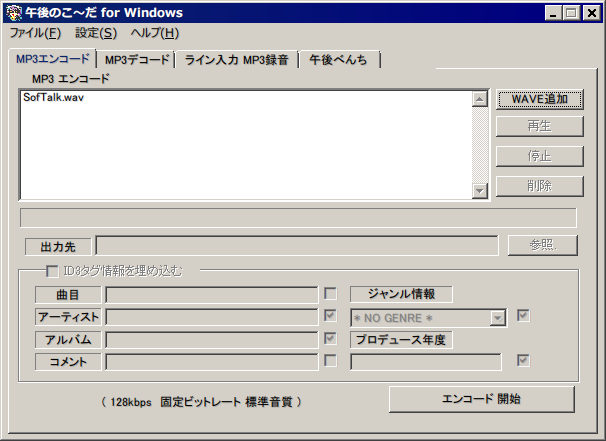 午後のこ～だ for Windows
ファイル(F) 設定(S) ヘルプ(H)
MP3エンコード MP3デコード ライン入力 MP3録音 午後べんち
MP3 エンコード
SofTalk.wav
WAVE追加
再生
停止
削除
出力先 参照.
ID3タグ情報を埋め込む
曲目 ジャンル情報
アーティスト * NO GENRE *
アルバム プロデュース年度
コメント
( 128kbps 固定ビットレート 標準音質 ) エンコード 開始